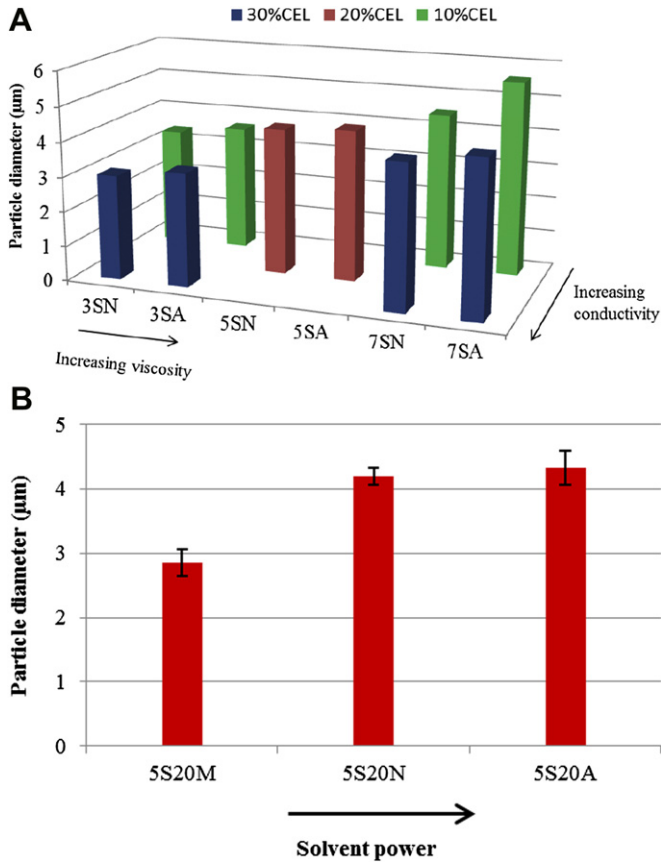 A
30%CEL 20%CEL 10%CEL
Particle diameter (µm)
6
5
4
3
2
1
0
3SN 3SA 5SN 5SA 7SN 7SA
Increasing viscosity
Increasing
conductivity
B
Particle diameter (µm)
5
4
3
2
1
0
5S20M 5S20N 5S20A
Solvent power